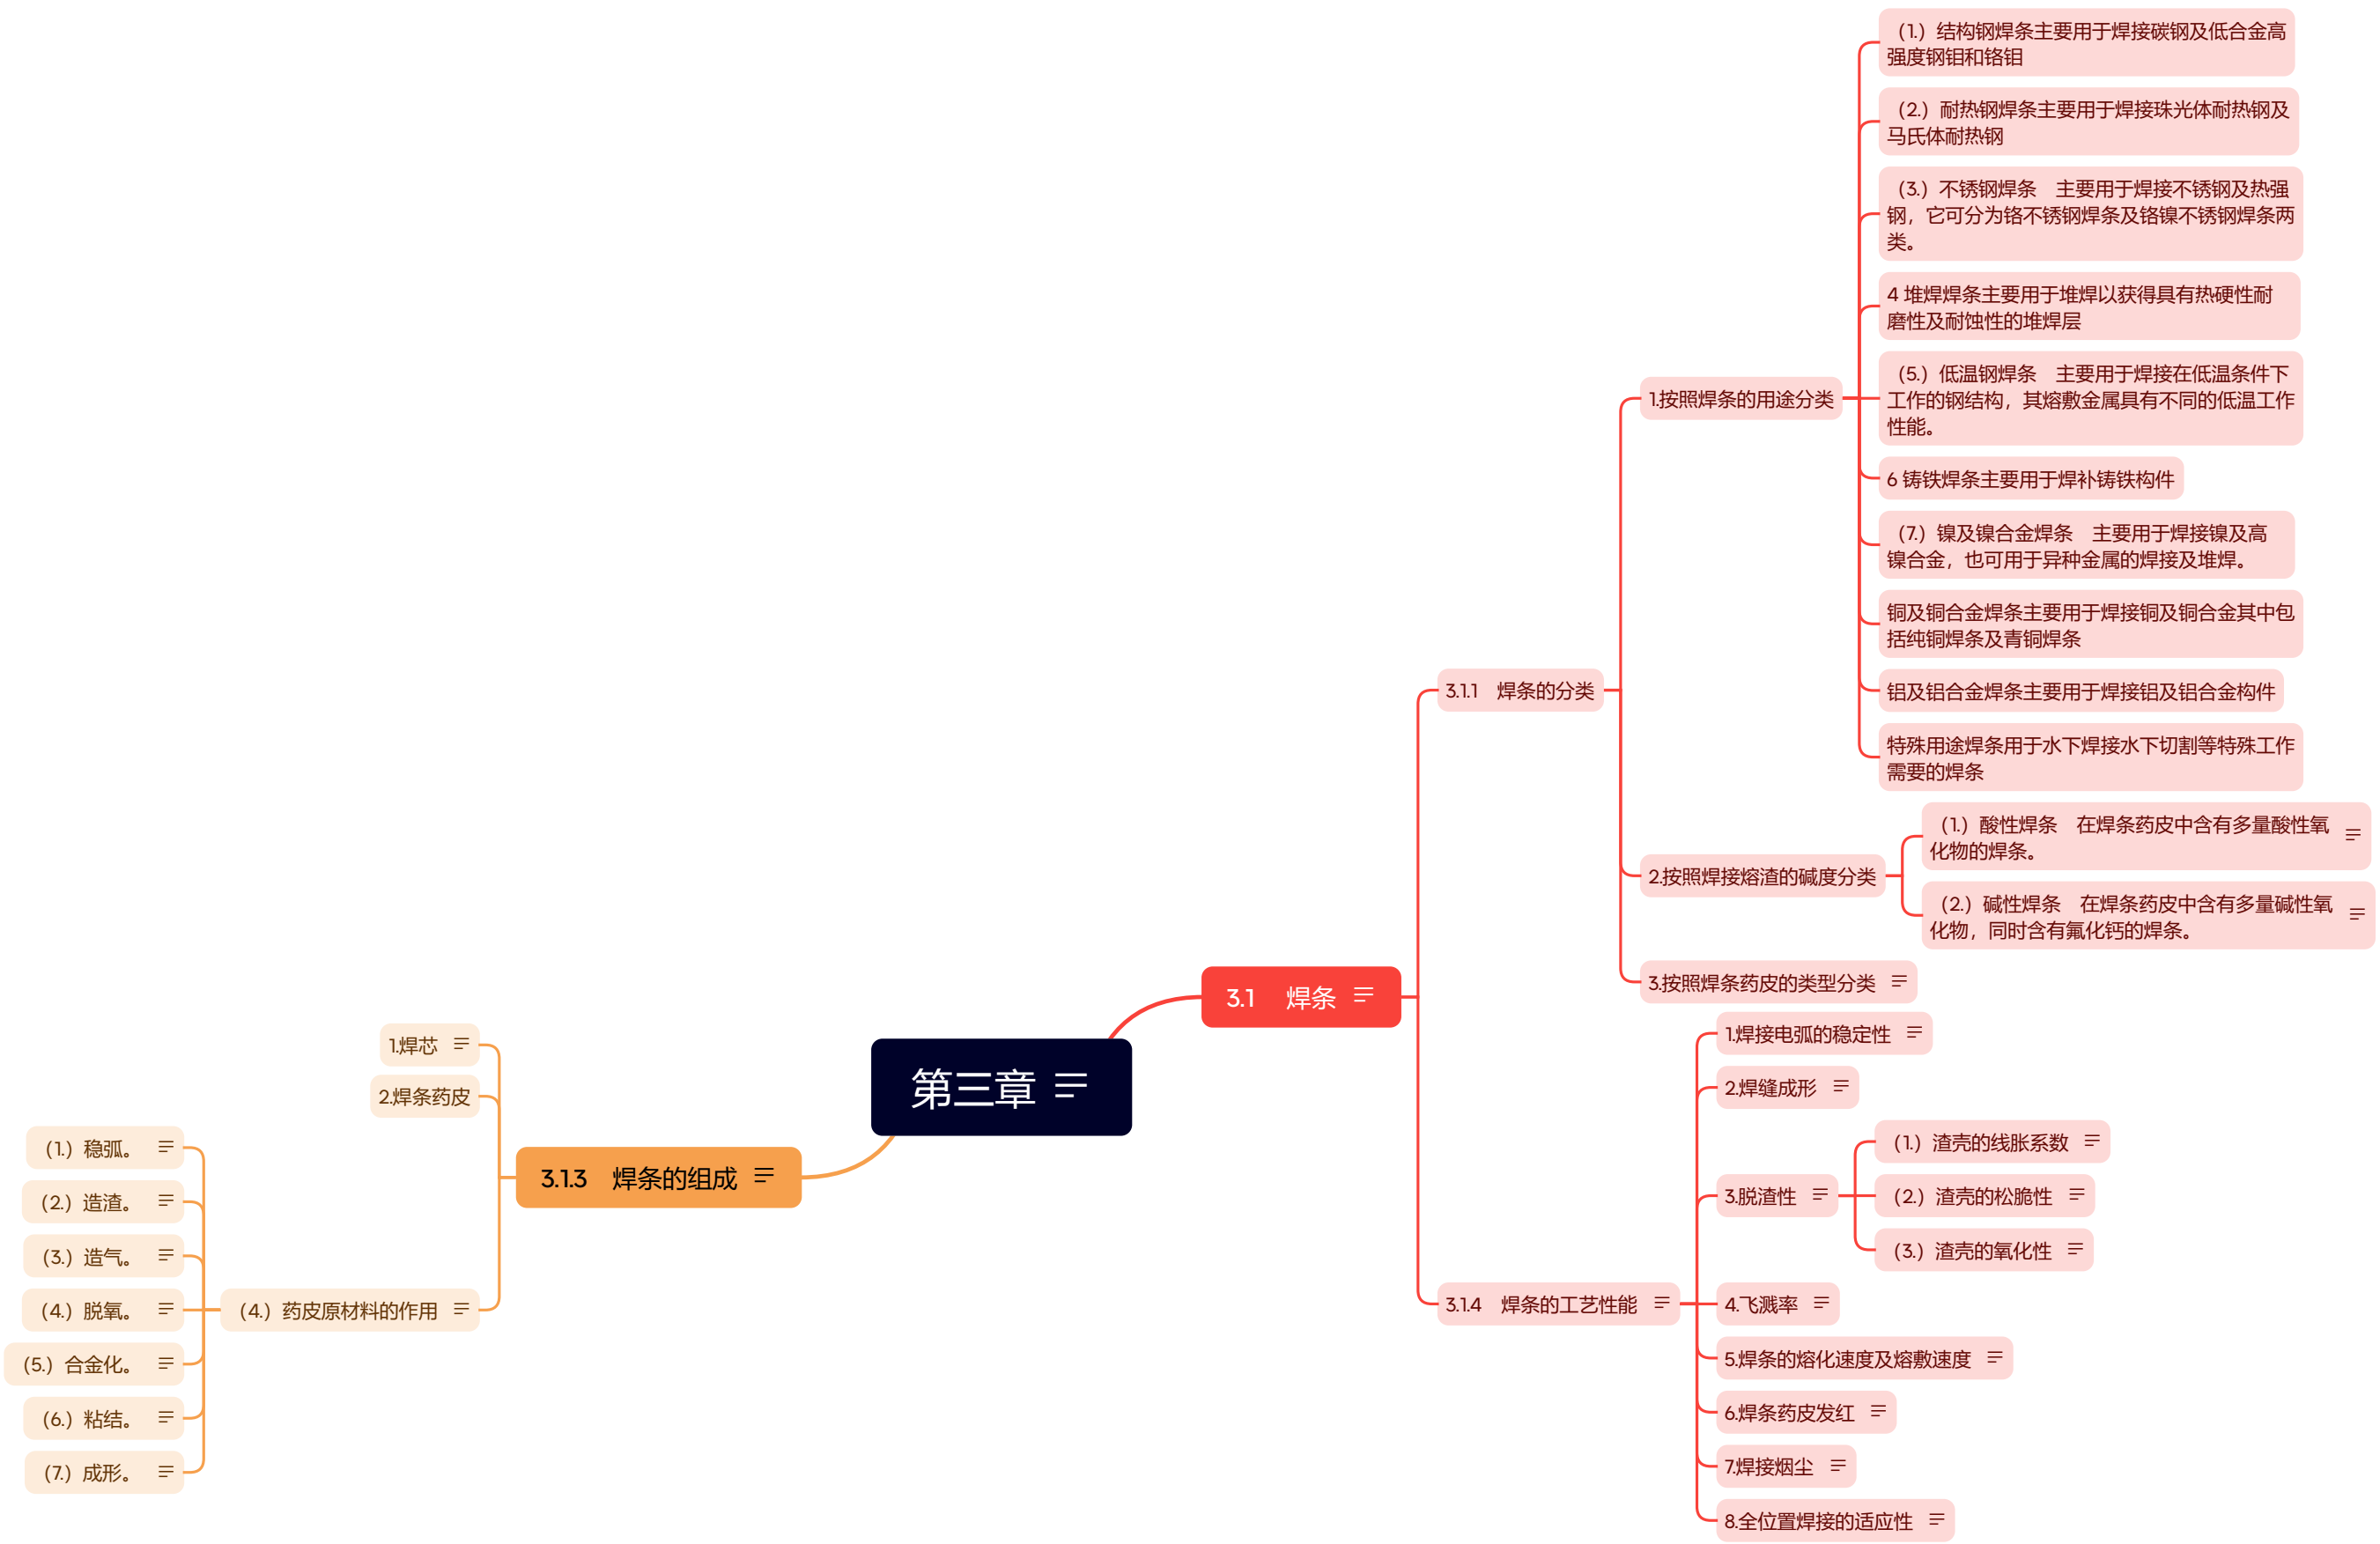 第三章
3.1 焊条
3.1.1 焊条的分类
1.按照焊条的用途分类
（1.）结构钢焊条主要用于焊接碳钢及低合金高
强度钢钼和铬钼
（2.）耐热钢焊条主要用于焊接珠光体耐热钢及
马氏体耐热钢
（3.）不锈钢焊条 主要用于焊接不锈钢及热强
钢，它可分为铬不锈钢焊条及铬镍不锈钢焊条两
类。
4 堆焊焊条主要用于堆焊以获得具有热硬性耐
磨性及耐蚀性的堆焊层
（5.）低温钢焊条 主要用于焊接在低温条件下
工作的钢结构，其熔敷金属具有不同的低温工作
性能。
6 铸铁焊条主要用于焊补铸铁构件
（7.）镍及镍合金焊条 主要用于焊接镍及高
镍合金，也可用于异种金属的焊接及堆焊。
铜及铜合金焊条主要用于焊接铜及铜合金其中包
括纯铜焊条及青铜焊条
铝及铝合金焊条主要用于焊接铝及铝合金构件
特殊用途焊条用于水下焊接水下切割等特殊工作
需要的焊条
2.按照焊接熔渣的碱度分类
（1.）酸性焊条 在焊条药皮中含有多量酸性氧
化物的焊条。
（2.）碱性焊条 在焊条药皮中含有多量碱性氧
化物，同时含有氟化钙的焊条。
3.按照焊条药皮的类型分类
3.1.4 焊条的工艺性能
1.焊接电弧的稳定性
2.焊缝成形
3.脱渣性
（1.）渣壳的线胀系数
（2.）渣壳的松脆性
（3.）渣壳的氧化性
4.飞溅率
5.焊条的熔化速度及熔敷速度
6.焊条药皮发红
7.焊接烟尘
8.全位置焊接的适应性
3.1.3 焊条的组成
1.焊芯
2.焊条药皮
（4.）药皮原材料的作用
（1.）稳弧。
（2.）造渣。
（3.）造气。
（4.）脱氧。
（5.）合金化。
（6.）粘结。
（7.）成形。